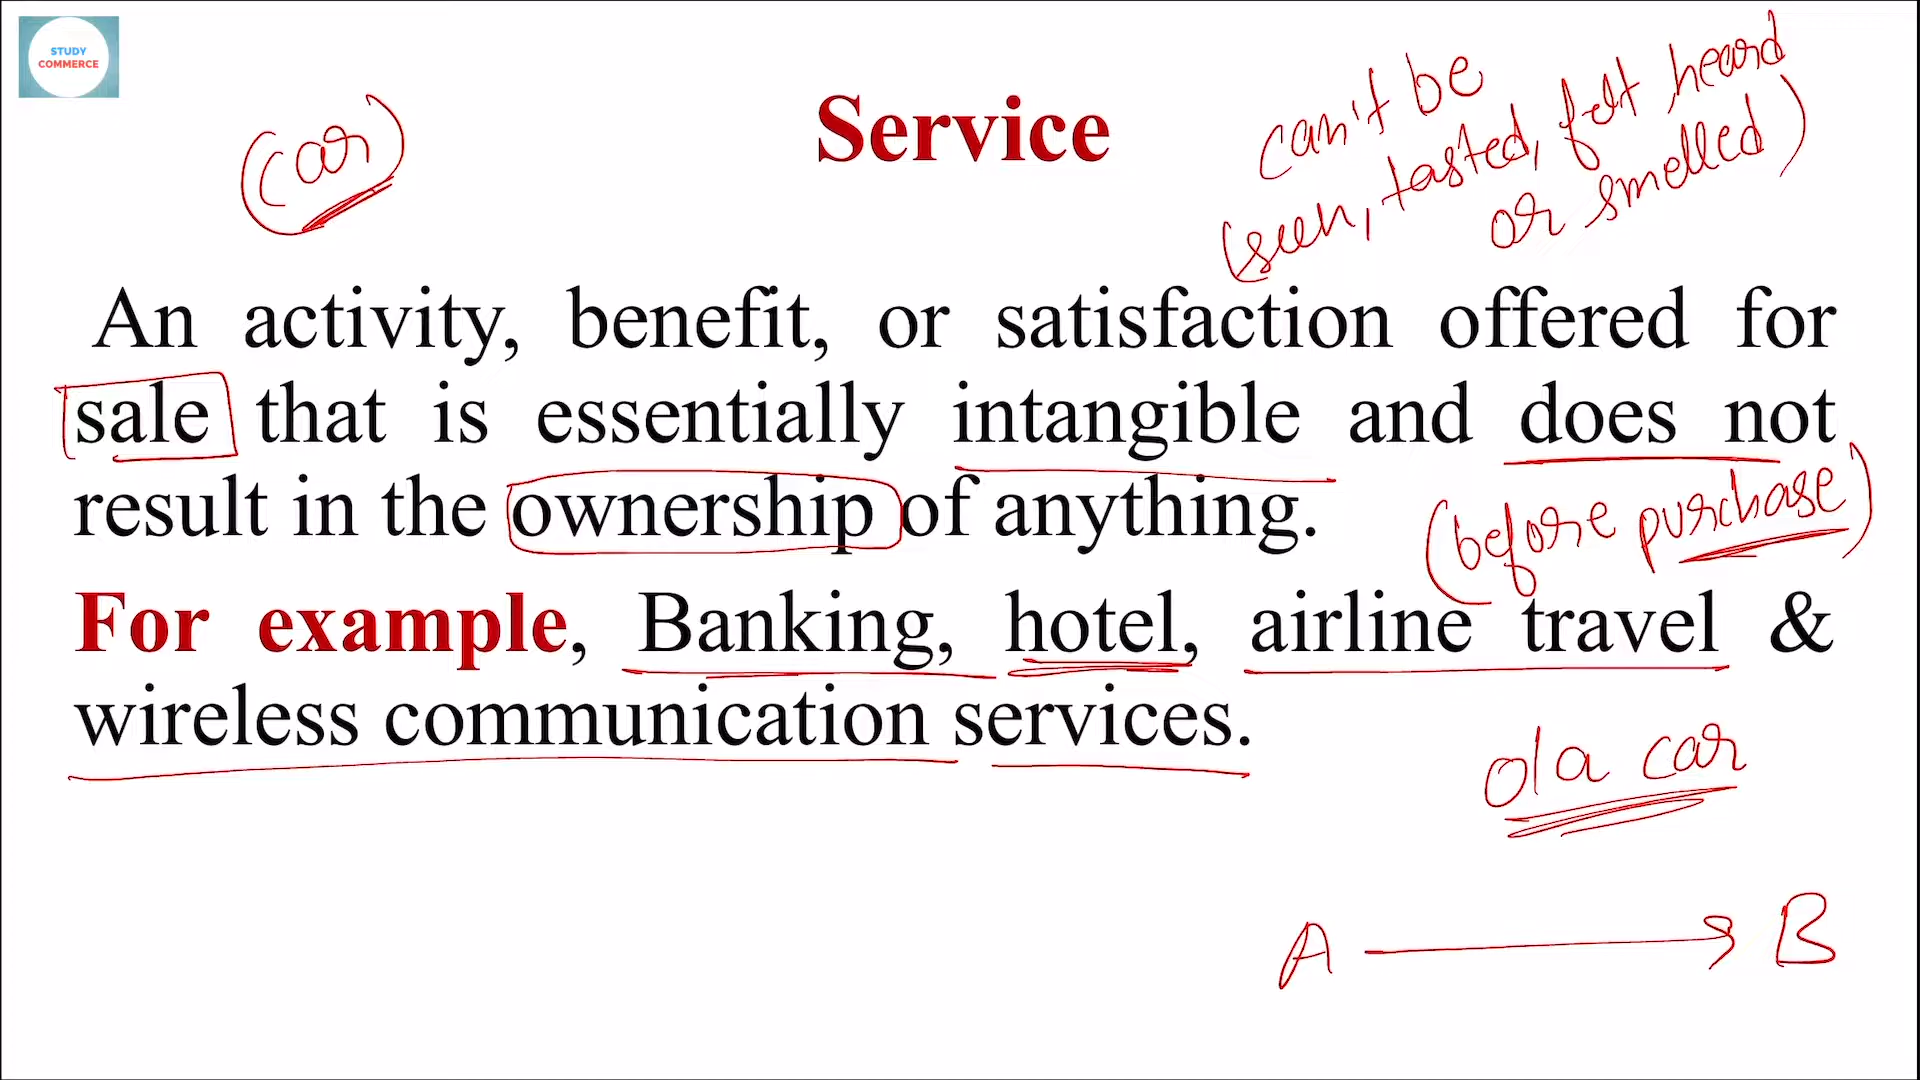 STUDY
COMMERCE
Service
(car)
can't be
(seen, tasted, felt, heard
or smelled)
An activity, benefit, or satisfaction offered for
sale that is essentially intangible and does not
result in the ownership of anything.
(before purchase)
For example, Banking, hotel, airline travel &
wireless communication services.
ola car
A → B